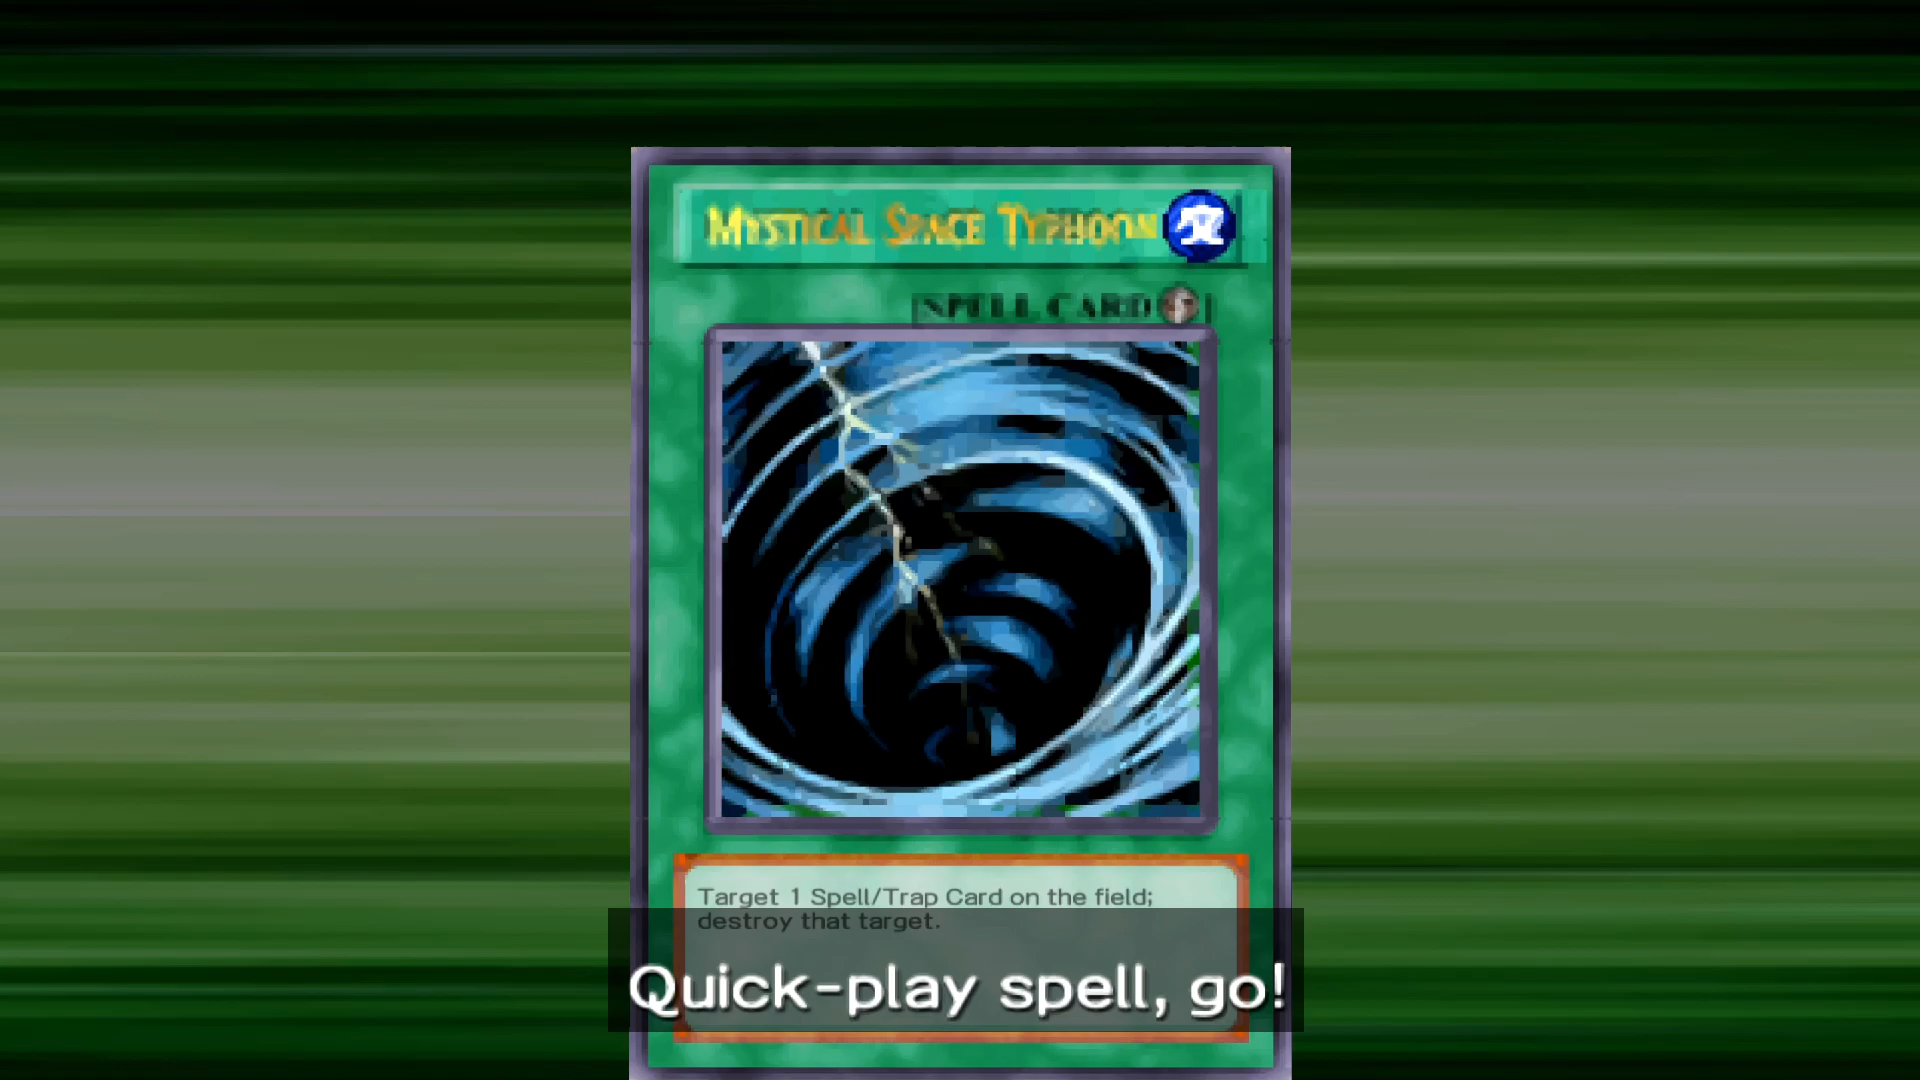 Mystical Space Typhoon
[SPELL CARD]
Target 1 Spell/Trap Card on the field;
destroy that target.
Quick-play spell, go!